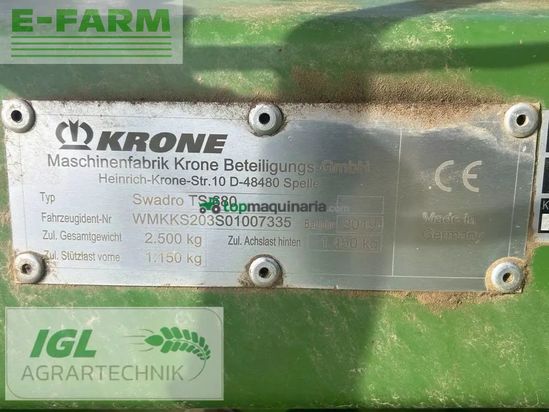 E-FARM
KRONE
Maschinenfabrik Krone Beteiligungs-GmbH
Heinrich-Krone-Str.10 D-48480 Spelle
Typ Swadro TS 680
Fahrzeugident-Nr WMKKS203S01007335
Zul. Gesamtgewicht 2.500 kg Zul. Achslast hinten
Zul. Stützlast vorne 1.150 kg
CE
Made in
Germany
topmaquinaria.com
IGL
AGRARTECHNIK